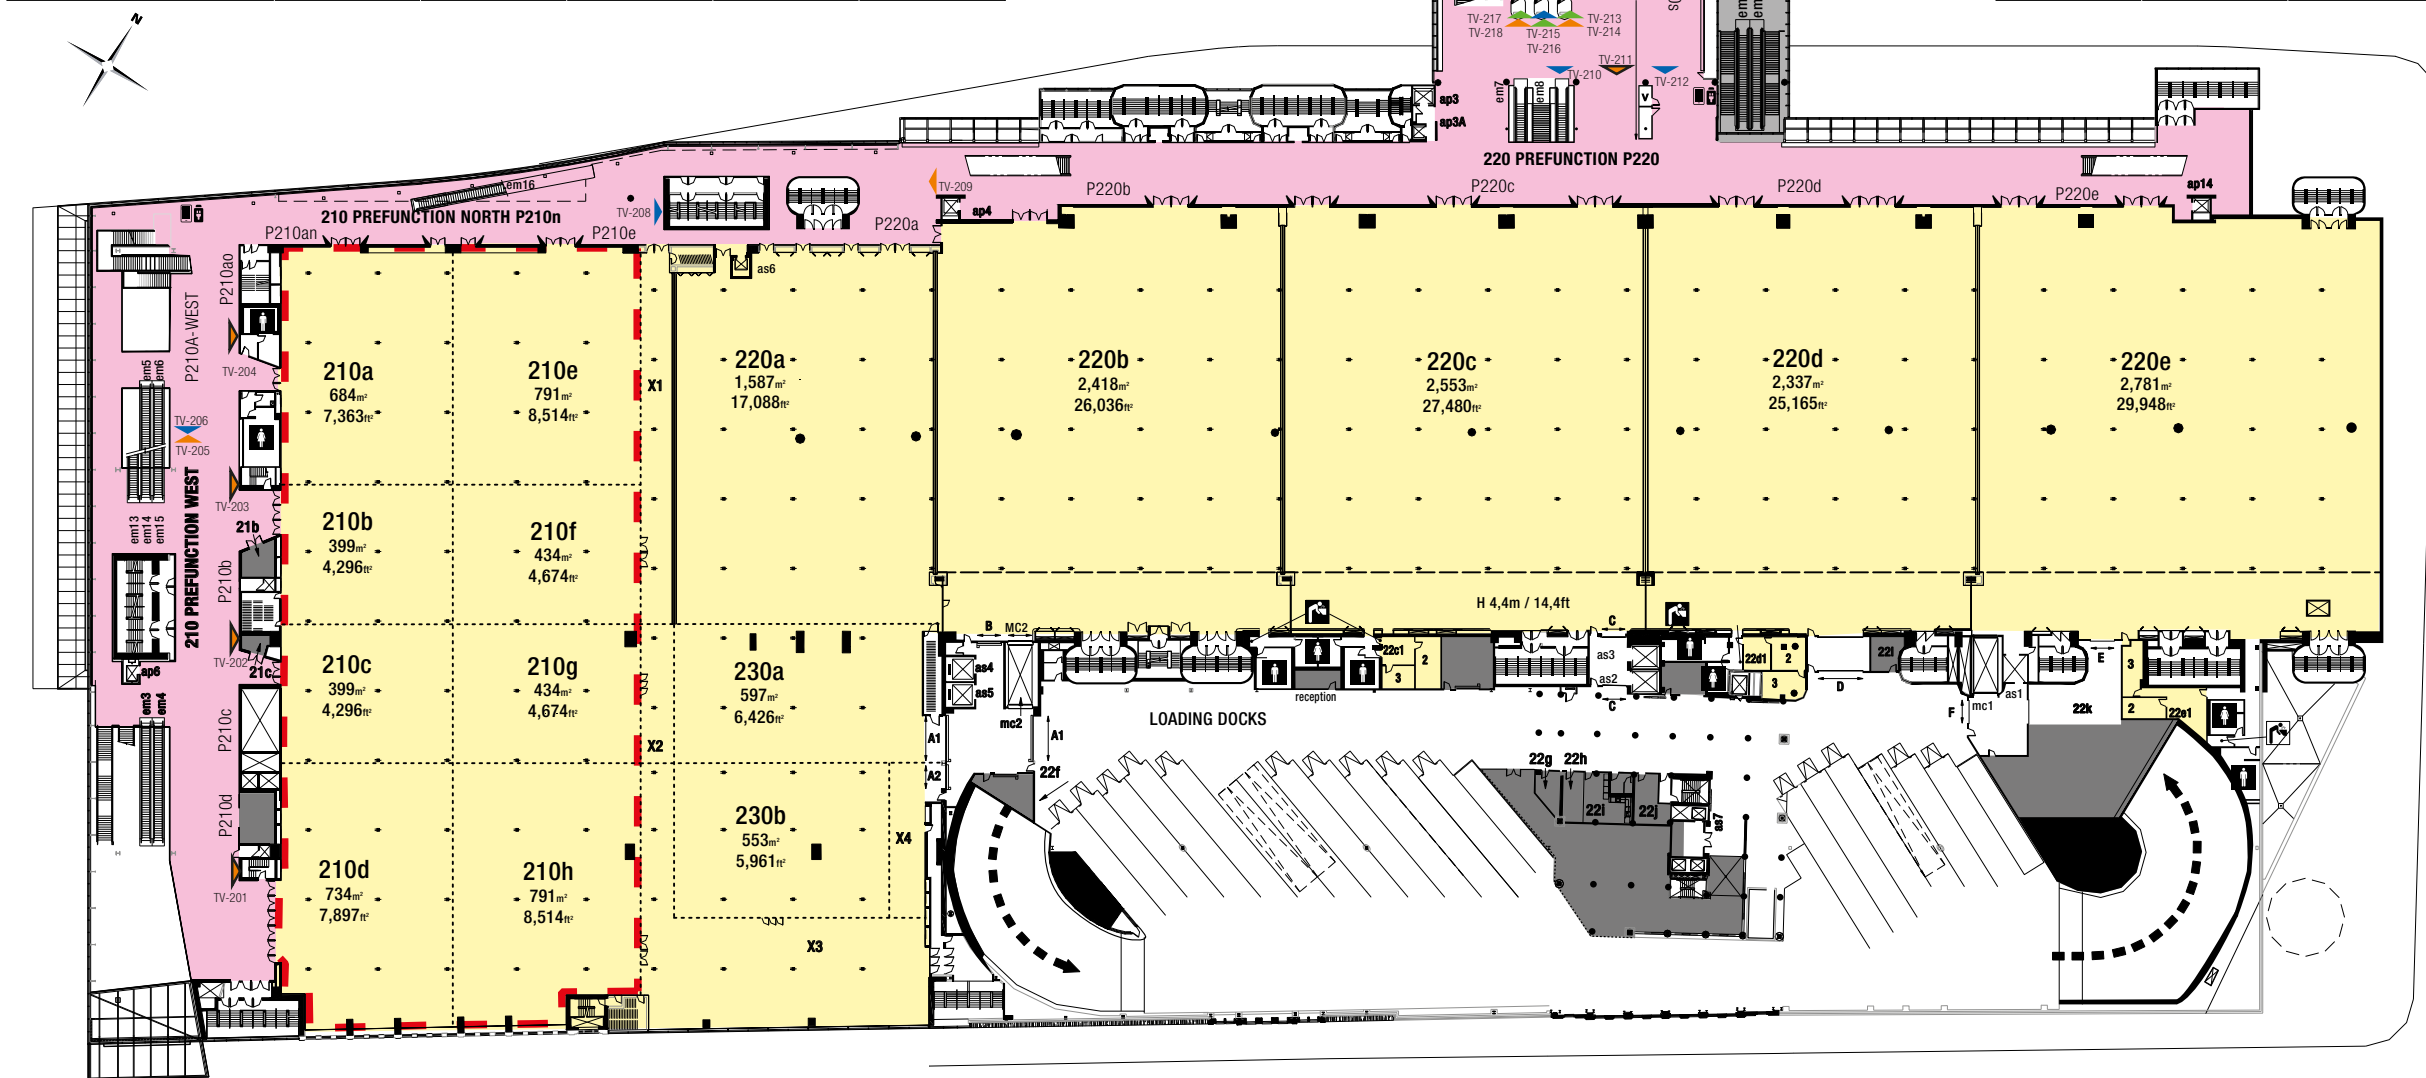 N
TV-217
TV-218
TV-215
TV-216
TV-213
TV-214
TV-210
TV-211
TV-212
em7
em8
V
ap3
ap3A
220 PREFUNCTION P220
em16
210 PREFUNCTION NORTH P210n
P210an
P210e
TV-208
P220a
TV-209
ap4
P220b
P220c
P220d
P220e
ap14
as6
P210ao
P210A-WEST
TV-204
em5
em6
TV-206
TV-205
TV-203
210 PREFUNCTION WEST
em13
em14
em15
21b
P210b
TV-202
21c
ap6
em3
em4
P210c
P210d
TV-201
210a
684m²
7,363ft²
210e
791m²
8,514ft²
X1
220a
1,587m²
17,088ft²
220b
2,418m²
26,036ft²
220c
2,553m²
27,480ft²
220d
2,337m²
25,165ft²
220e
2,781m²
29,948ft²
210b
399m²
4,296ft²
210f
434m²
4,674ft²
210c
399m²
4,296ft²
210g
434m²
4,674ft²
X2
230a
597m²
6,426ft²
210d
734m²
7,897ft²
210h
791m²
8,514ft²
230b
553m²
5,961ft²
X4
X3
H 4,4m / 14,4ft
B
MC2
as4
as5
mc2
A1
A1
A2
22f
LOADING DOCKS
reception
22c1
2
3
C
as3
as2
C
22d1
2
3
D
22l
mc1
as1
F
E
22k
3
2
22e1
22g
22h
22i
22j
as7